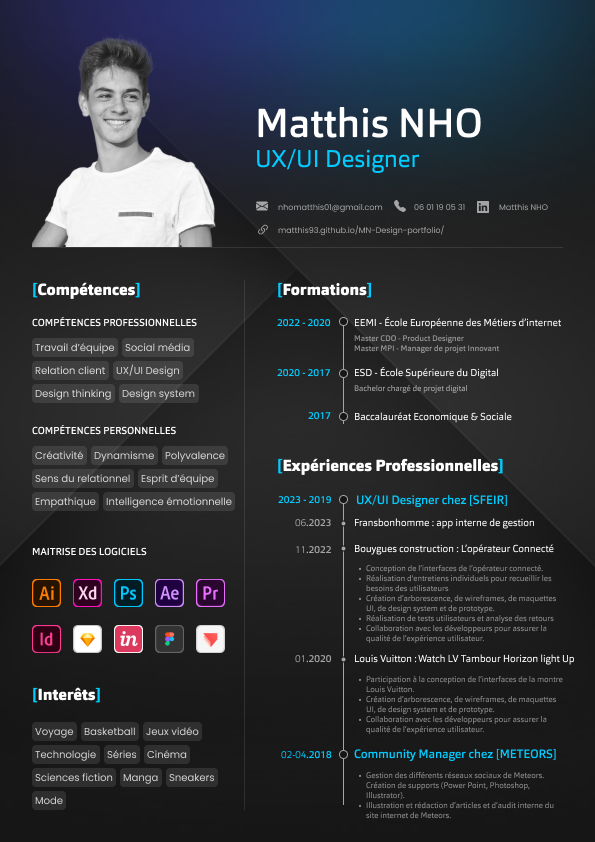 Matthis NHO
UX/UI Designer
nhomatthis01@gmail.com 06 01 19 05 31 in Matthis NHO
matthis93.github.io/MN-Design-portfolio/
[Compétences]
COMPÉTENCES PROFESSIONNELLES
Travail d'équipe Social média
Relation client UX/UI Design
Design thinking Design system
COMPÉTENCES PERSONNELLES
Créativité Dynamisme Polyvalence
Sens du relationnel Esprit d'équipe
Empathique Intelligence émotionnelle
MAITRISE DES LOGICIELS
Ai Xd Ps Ae Pr
Id in
[Interêts]
Voyage Basketball Jeux vidéo
Technologie Séries Cinéma
Sciences fiction Manga Sneakers
Mode
[Formations]
2022 - 2020 EEMI - École Européenne des Métiers d'internet
Master CDO - Product Designer
Master MPI - Manager de projet Innovant
2020 - 2017 ESD - École Supérieure du Digital
Bachelor chargé de projet digital
2017 Baccalauréat Economique & Sociale
[Expériences Professionnelles]
2023 - 2019 UX/UI Designer chez [SFEIR]
06.2023 Fransbonhomme : app interne de gestion
11.2022 Bouygues construction : L'opérateur Connecté
• Conception de l'interfaces de l'opérateur connecté.
• Réalisation d'entretiens individuels pour recueillir les
besoins des utilisateurs
• Création d'arborescence, de wireframes, de maquettes
UI, de design system et de prototype.
• Réalisation de tests utilisateurs et analyse des retours
• Collaboration avec les développeurs pour assurer la
qualité de l'expérience utilisateur.
01.2020 Louis Vuitton : Watch LV Tambour Horizon light Up
• Participation à la conception de l'interfaces de la montre
Louis Vuitton.
• Création d'arborescence, de wireframes, de maquettes
UI, de design system et de prototype.
• Collaboration avec les développeurs pour assurer la
qualité de l'expérience utilisateur.
02-04.2018 Community Manager chez [METEORS]
• Gestion des différents réseaux sociaux de Meteors.
Création de supports (Power Point, Photoshop,
Illustrator).
• Illustration et rédaction d'articles et d'audit interne du
site internet de Meteors.